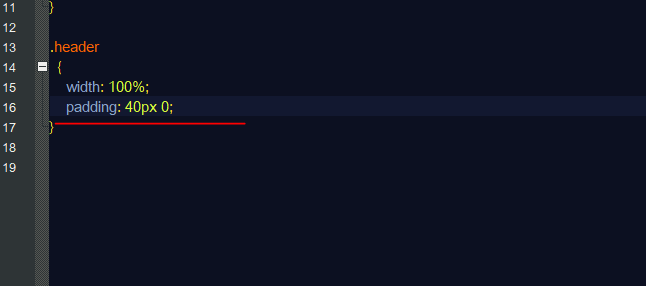 11 }
12
13 .header
14 {
15 width: 100%;
16 padding: 40px 0;
17 }
18
19